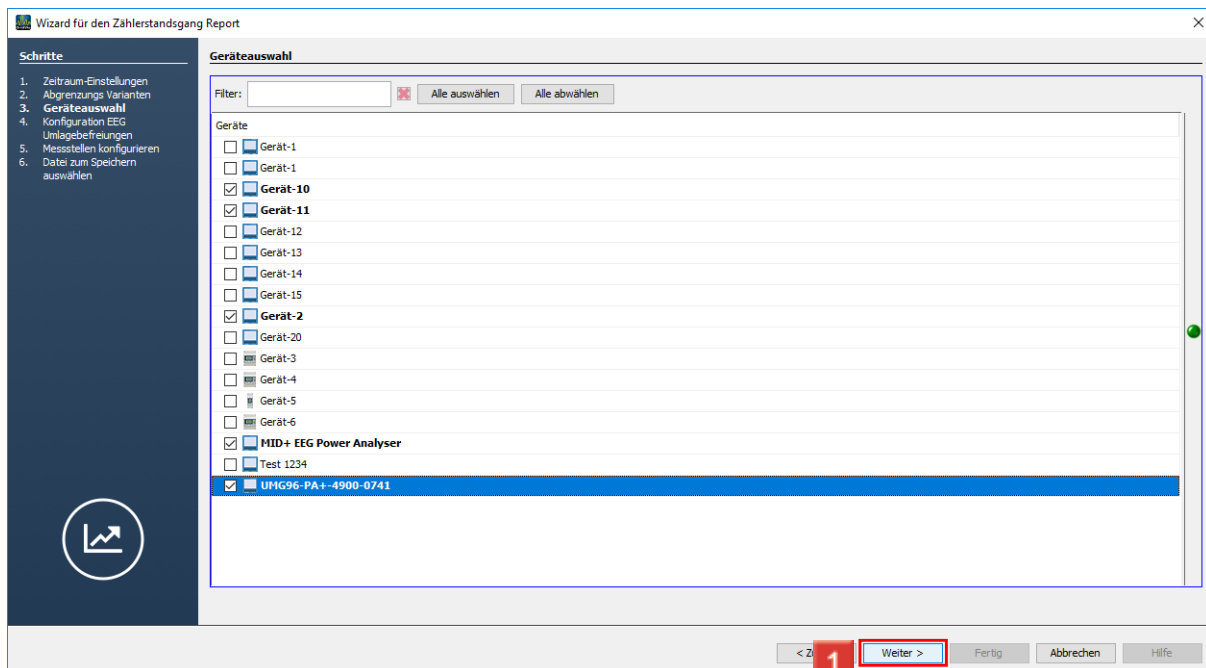 Wizard für den Zählerstandsgang Report
Schritte
1. Zeitraum-Einstellungen
2. Abgrenzungs Varianten
3. Geräteauswahl
4. Konfiguration EEG
Umlagebefreiungen
5. Messstellen konfigurieren
6. Datei zum Speichern
auswählen
Geräteauswahl
Filter:
Alle auswählen
Alle abwählen
Geräte
Gerät-1
Gerät-1
Gerät-10
Gerät-11
Gerät-12
Gerät-13
Gerät-14
Gerät-15
Gerät-2
Gerät-20
Gerät-3
Gerät-4
Gerät-5
Gerät-6
MID+ EEG Power Analyser
Test 1234
UMG96-PA+-4900-0741
1
Weiter >
Fertig
Abbrechen
Hilfe